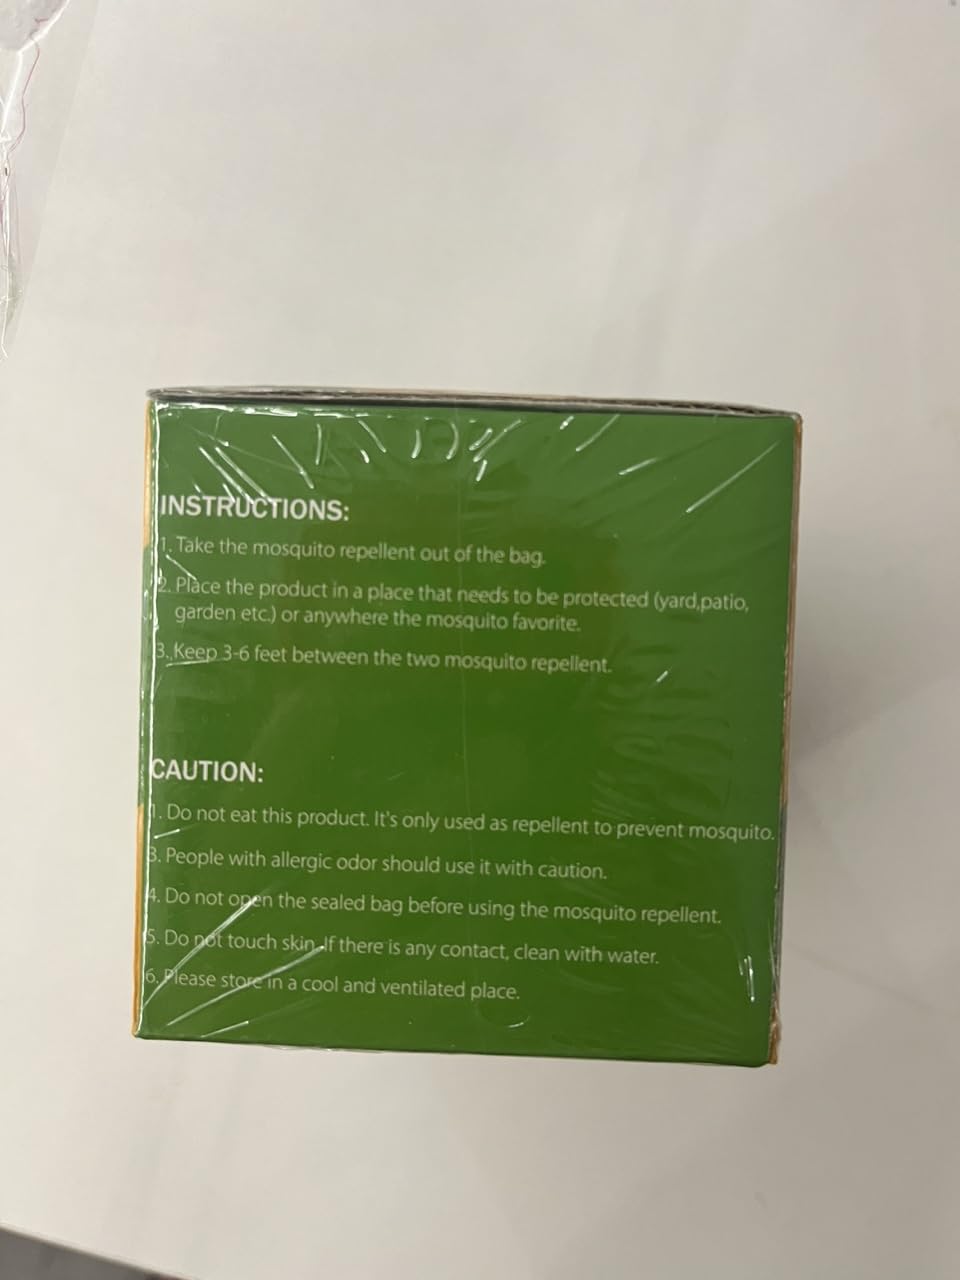 INSTRUCTIONS:
1. Take the mosquito repellent out of the bag.
2. Place the product in a place that needs to be protected (yard,patio,
garden etc.) or anywhere the mosquito favorite.
3. Keep 3-6 feet between the two mosquito repellent.
CAUTION:
1. Do not eat this product. It's only used as repellent to prevent mosquito.
3. People with allergic odor should use it with caution.
4. Do not open the sealed bag before using the mosquito repellent.
5. Do not touch skin. If there is any contact, clean with water.
6. Please store in a cool and ventilated place.